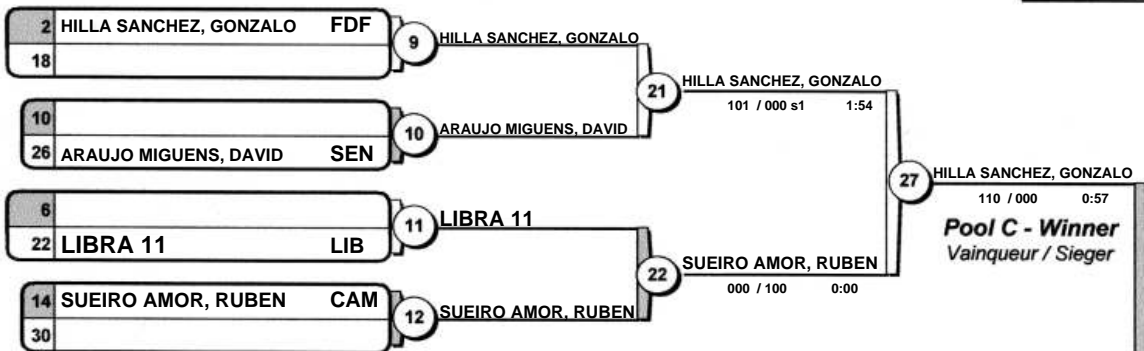 2 HILLA SANCHEZ, GONZALO FDF
18
9 HILLA SANCHEZ, GONZALO
10
26 ARAUJO MIGUENS, DAVID SEN
10 ARAUJO MIGUENS, DAVID
21 HILLA SANCHEZ, GONZALO
101 / 000 s1 1:54
6
22 LIBRA 11 LIB
11 LIBRA 11
14 SUEIRO AMOR, RUBEN CAM
30
12 SUEIRO AMOR, RUBEN
22 SUEIRO AMOR, RUBEN
000 / 100 0:00
27 HILLA SANCHEZ, GONZALO
110 / 000 0:57
Pool C - Winner
Vainqueur / Sieger